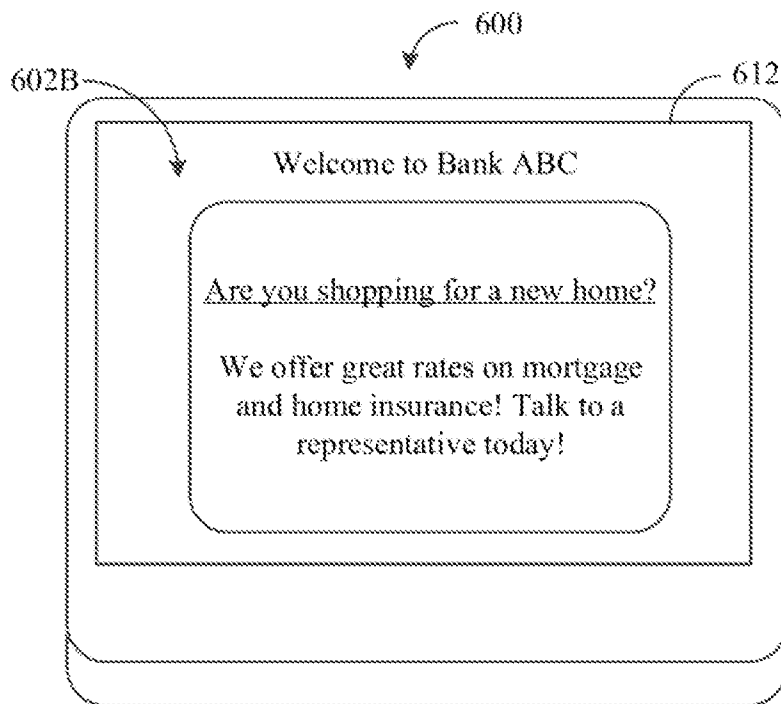 600
602B
612
Welcome to Bank ABC
Are you shopping for a new home?
We offer great rates on mortgage
and home insurance! Talk to a
representative today!